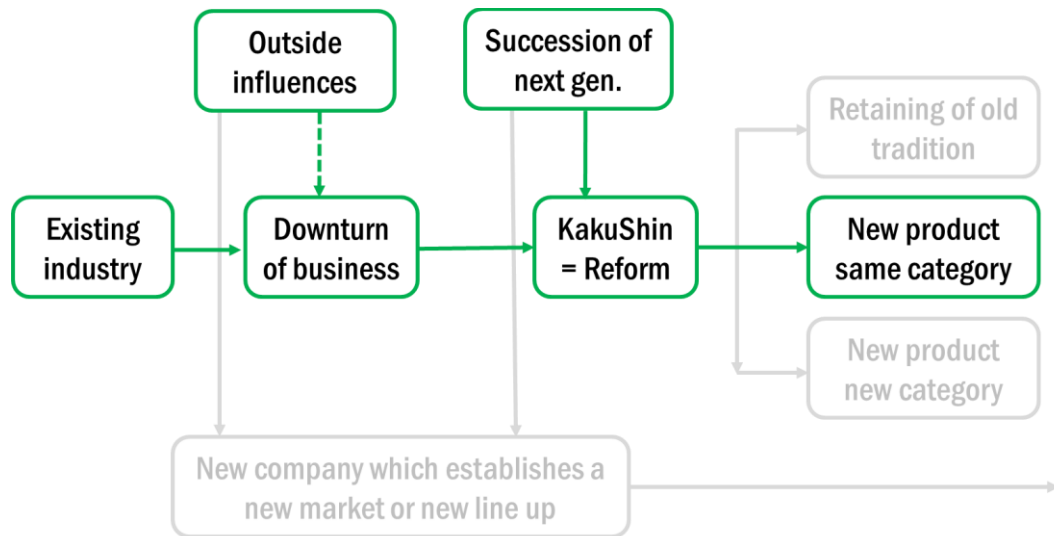 Outside
influences
Succession of
next gen.
Retaining of old
tradition
Existing
industry
Downturn
of business
KakuShin
= Reform
New product
same category
New product
new category
New company which establishes a
new market or new line up